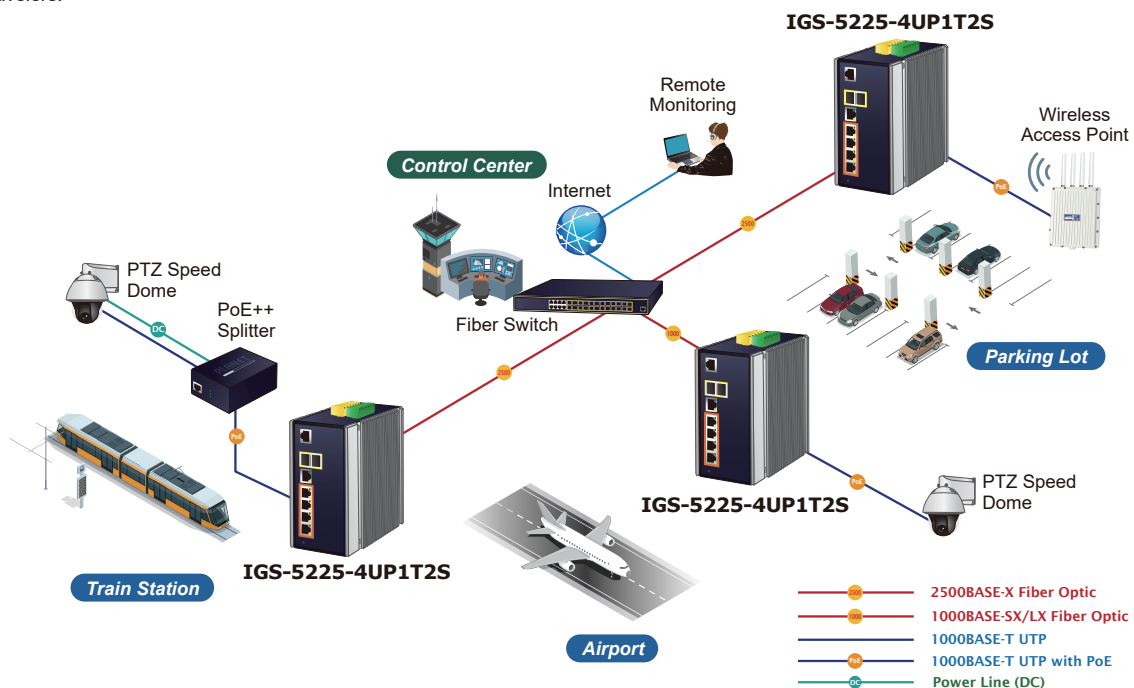 IGS-5225-4UP1T2S
Remote
Monitoring
Wireless
Access Point
Control Center
Internet
PoE
2500
PTZ Speed
Dome
PoE++
Splitter
DC
PLANET
Fiber Switch
1000
Parking Lot
2500
PoE
PoE
PTZ Speed
Dome
IGS-5225-4UP1T2S
IGS-5225-4UP1T2S
Train Station
Airport
2500 2500BASE-X Fiber Optic
1000 1000BASE-SX/LX Fiber Optic
1000BASE-T UTP
PoE 1000BASE-T UTP with PoE
DC Power Line (DC)